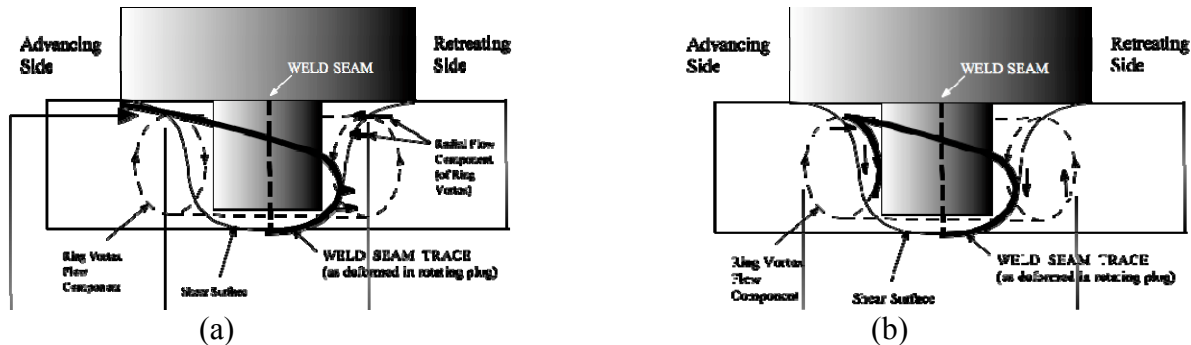 Advancing
Side
Retreating
Side
WELD SEAM
Radial Flow
Component
(of Ring
Vortex)
Ring Vortex
Flow
Component
Shear Surface
WELD SEAM TRACE
(as deformed in rotating plug)
(a)
Advancing
Side
Retreating
Side
WELD SEAM
Ring Vortex
Flow
Component
Shear Surface
WELD SEAM TRACE
(as deformed in rotating plug)
(b)